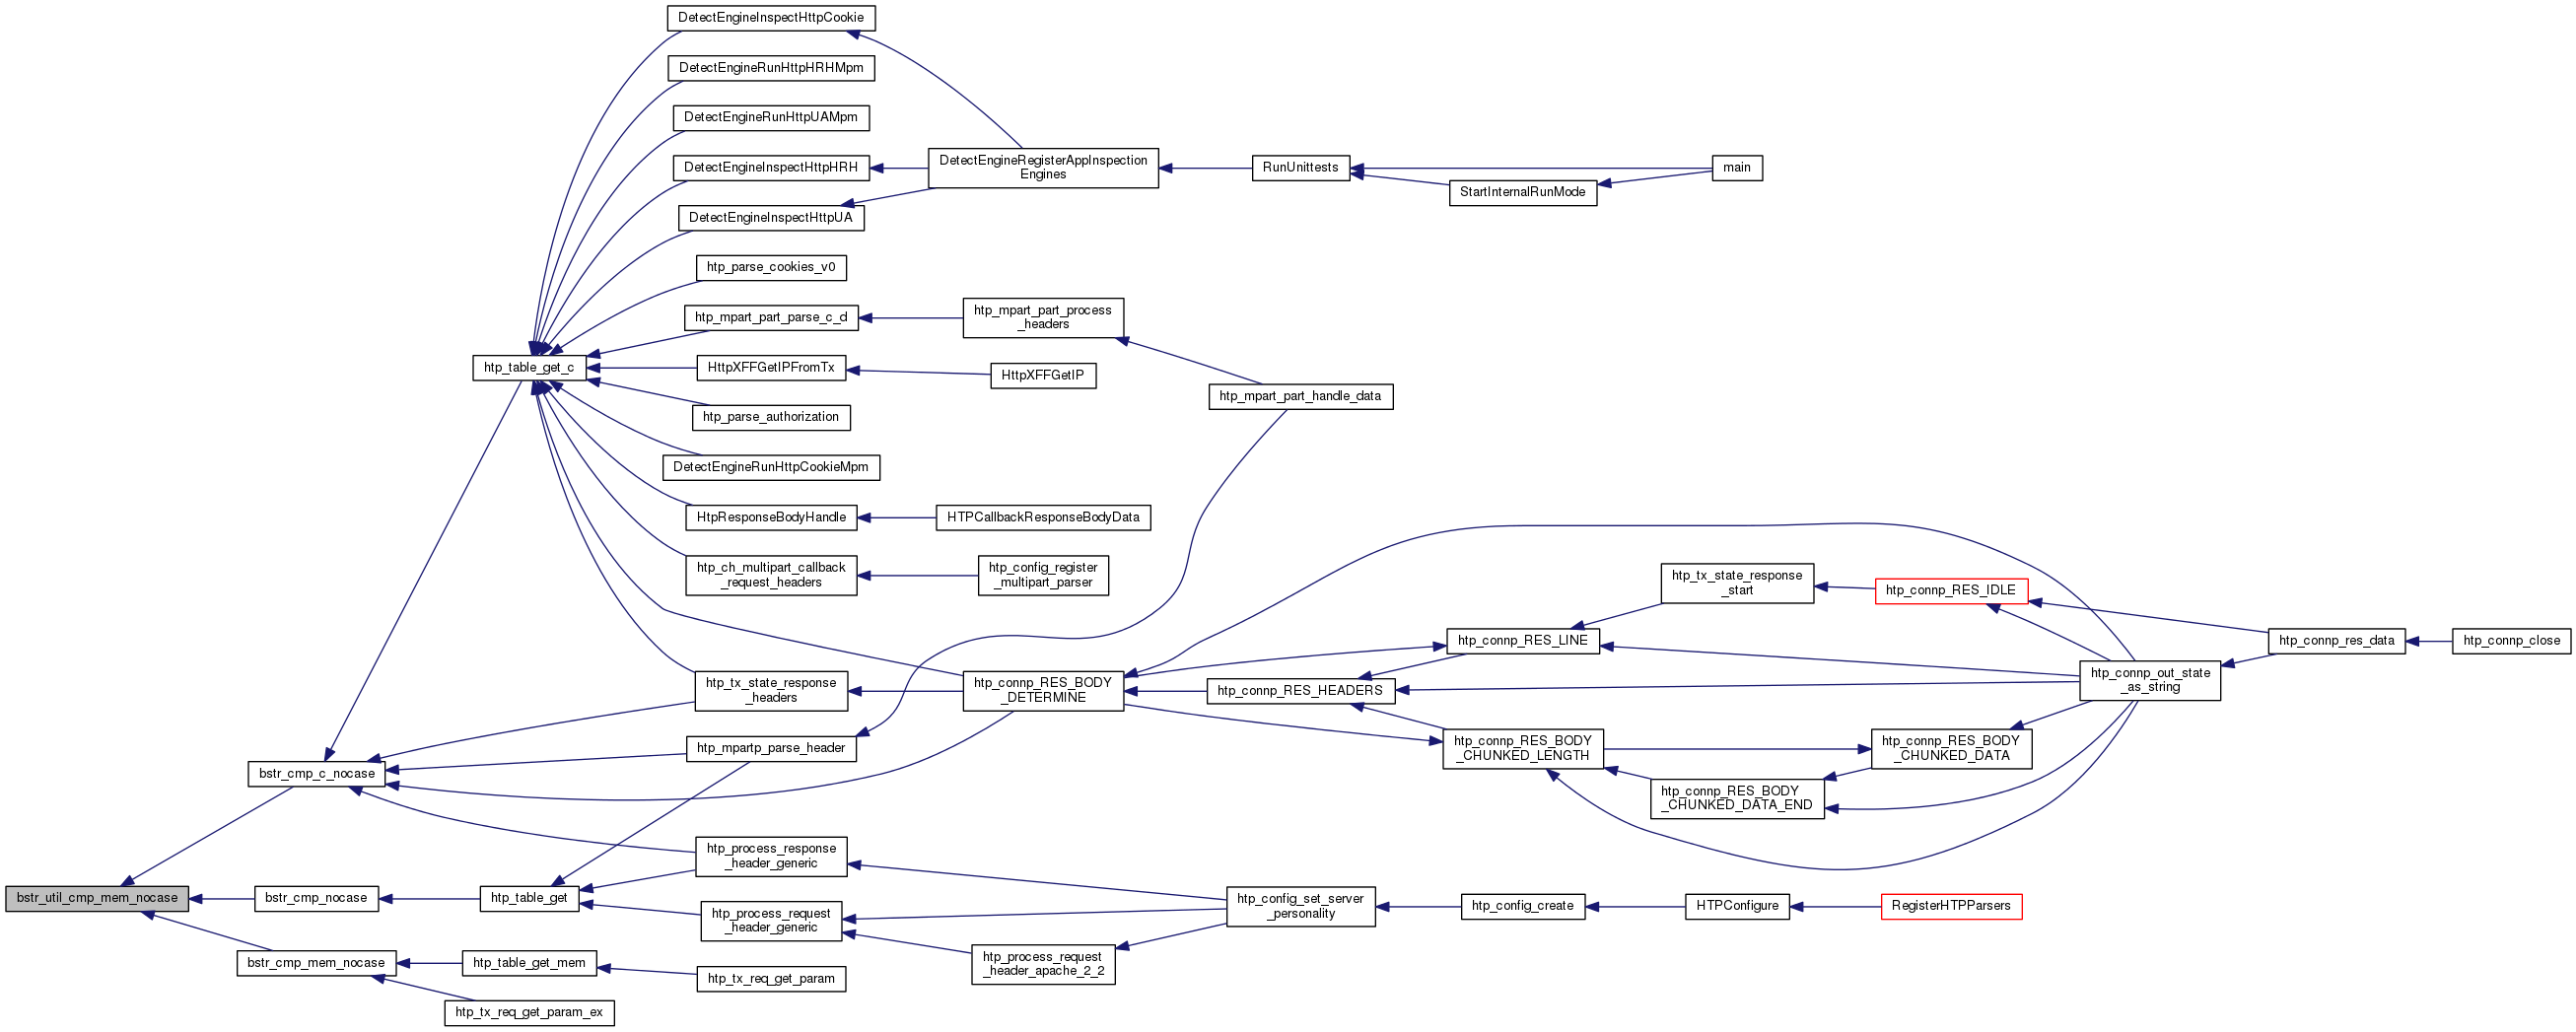 DetectEngineInspectHttpCookie
DetectEngineRunHttpHRHMpm
DetectEngineRunHttpUAMpm
DetectEngineInspectHttpHRH
DetectEngineRegisterAppInspection
Engines
RunUnittests
main
StartInternalRunMode
DetectEngineInspectHttpUA
htp_parse_cookies_v0
htp_mpart_part_parse_c_d
htp_mpart_part_process
_headers
htp_table_get_c
HttpXFFGetIPFromTx
HttpXFFGetIP
htp_mpart_part_handle_data
htp_parse_authorization
DetectEngineRunHttpCookieMpm
HtpResponseBodyHandle
HTPCallbackResponseBodyData
htp_ch_multipart_callback
_request_headers
htp_config_register
_multipart_parser
htp_tx_state_response
_start
htp_connp_RES_IDLE
htp_connp_RES_LINE
htp_connp_res_data
htp_connp_close
htp_tx_state_response
_headers
htp_connp_RES_BODY
_DETERMINE
htp_connp_RES_HEADERS
htp_connp_out_state
_as_string
htp_mpartp_parse_header
htp_connp_RES_BODY
_CHUNKED_LENGTH
htp_connp_RES_BODY
_CHUNKED_DATA
bstr_cmp_c_nocase
htp_connp_RES_BODY
_CHUNKED_DATA_END
htp_process_response
_header_generic
bstr_util_cmp_mem_nocase
bstr_cmp_nocase
htp_table_get
htp_process_request
_header_generic
htp_config_set_server
_personality
htp_config_create
HTPConfigure
RegisterHTPParsers
bstr_cmp_mem_nocase
htp_table_get_mem
htp_process_request
_header_apache_2_2
htp_tx_req_get_param
htp_tx_req_get_param_ex